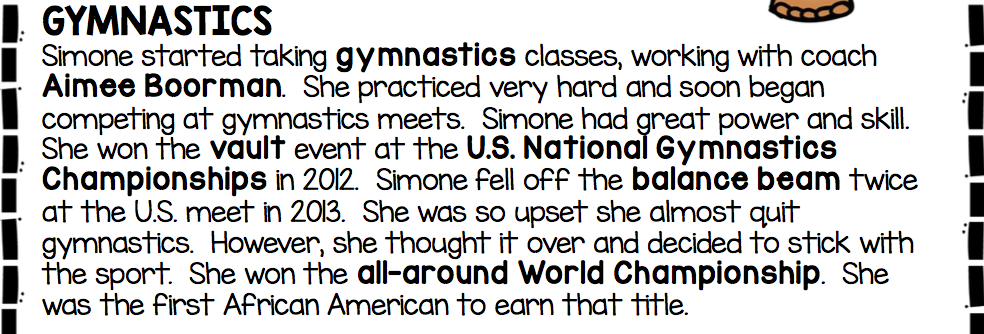 GYMNASTICS
Simone started taking gymnastics classes, working with coach
Aimee Boorman. She practiced very hard and soon began
competing at gymnastics meets. Simone had great power and skill.
She won the vault event at the U.S. National Gymnastics
Championships in 2012. Simone fell off the balance beam twice
at the U.S. meet in 2013. She was so upset she almost quit
gymnastics. However, she thought it over and decided to stick with
the sport. She won the all-around World Championship. She
was the first African American to earn that title.